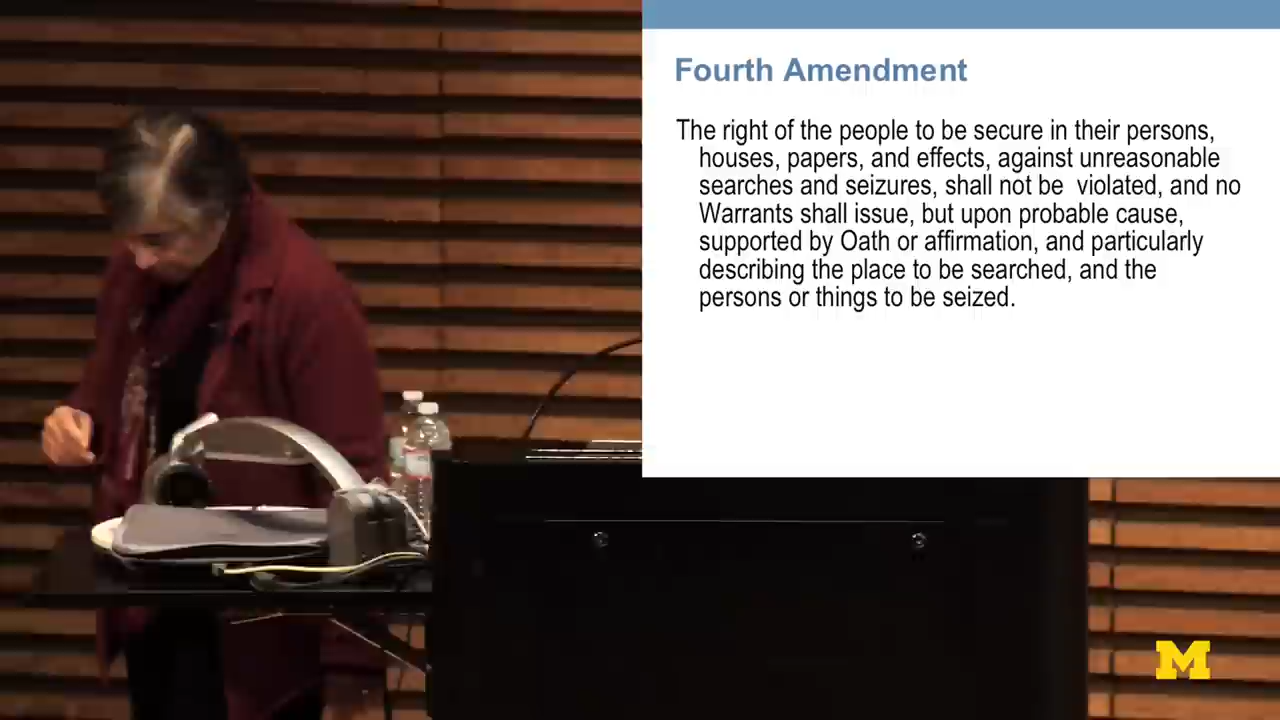 Fourth Amendment
The right of the people to be secure in their persons,
houses, papers, and effects, against unreasonable
searches and seizures, shall not be  violated, and no
Warrants shall issue, but upon probable cause,
supported by Oath or affirmation, and particularly
describing the place to be searched, and the
persons or things to be seized.
M